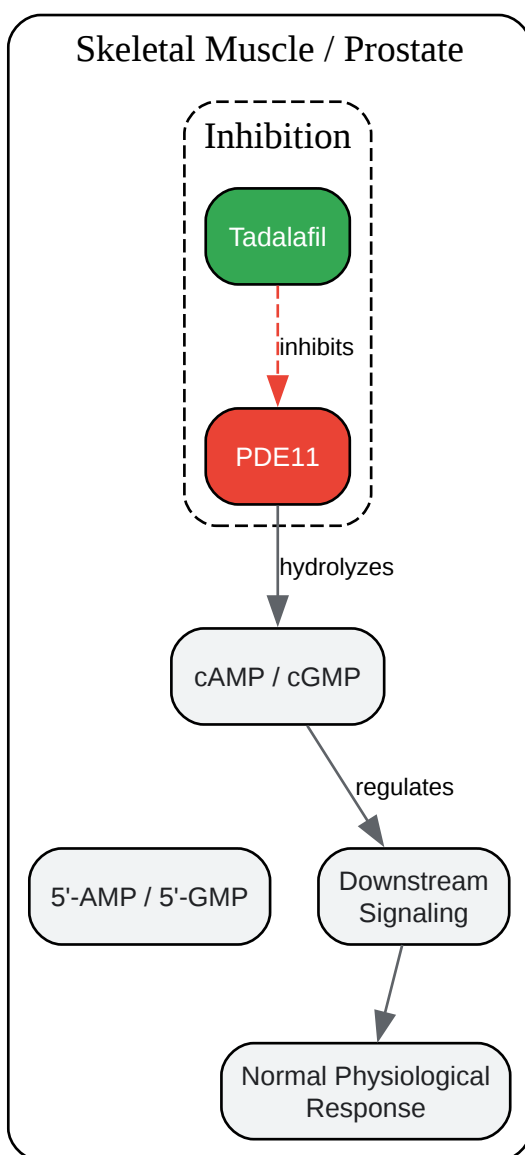 Skeletal Muscle / Prostate
Inhibition
Tadalafil
inhibits
PDE11
hydrolyzes
cAMP / cGMP
regulates
5'-AMP / 5'-GMP
Downstream
Signaling
Normal Physiological
Response